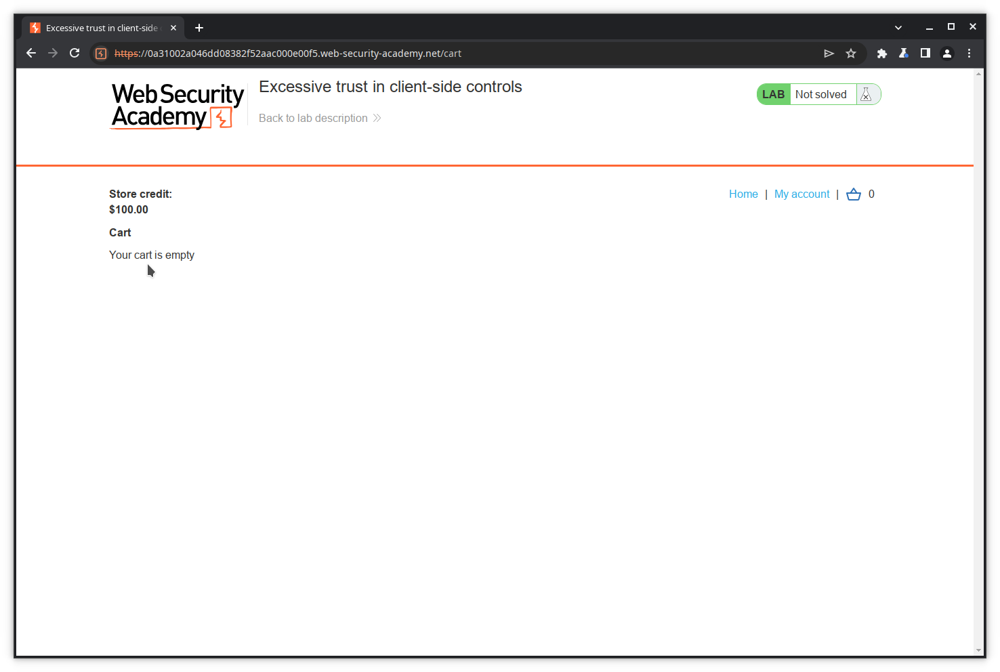 Excessive trust in client-side
https://0a31002a046dd08382f52aac000e00f5.web-security-academy.net/cart
Web Security
Academy
Excessive trust in client-side controls
Back to lab description
LAB Not solved
Store credit:
$100.00
Home | My account | 0
Cart
Your cart is empty